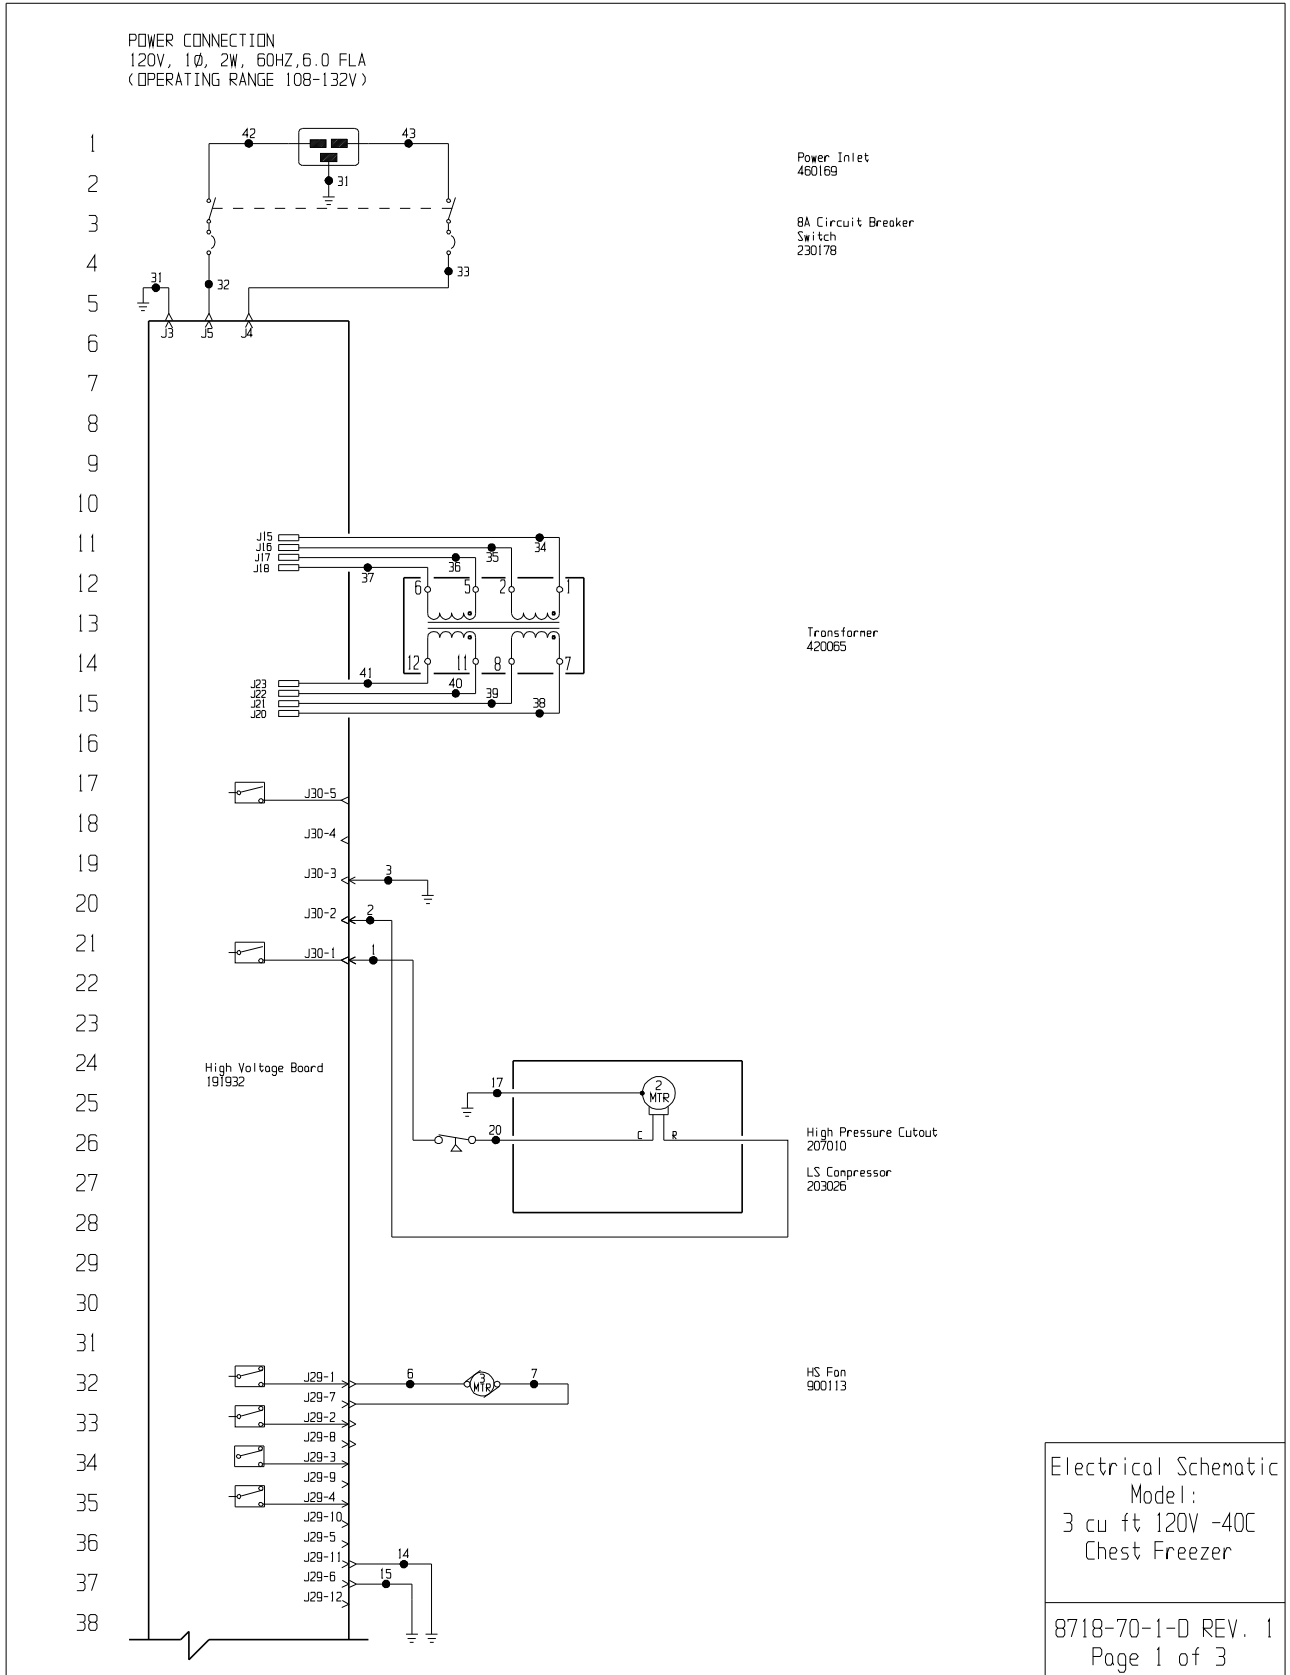 POWER CONNECTION
120V, 1Ø, 2W, 60HZ,6.0 FLA
(OPERATING RANGE 108-132V)
1
42
43
Power Inlet
460169
2
31
3
8A Circuit Breaker
Switch
230178
4
31
32
33
5
J3
J5
J4
6
7
8
9
10
11
J15
J16
J17
J18
34
35
36
37
12
6
5
2
1
13
Transformer
420065
14
12
11
8
7
41
40
39
38
J23
J22
J21
J20
15
16
17
J30-5
18
J30-4
19
J30-3
3
20
J30-2
2
21
J30-1
1
22
23
24
High Voltage Board
191932
17
2
MTR
25
26
20
C
R
High Pressure Cutout
207010
27
LS Compressor
203026
28
29
30
31
32
J29-1
6
3
MTR
7
HS Fan
900113
J29-7
33
J29-2
J29-8
34
J29-3
J29-9
35
J29-4
J29-10
36
J29-5
J29-11
14
37
J29-6
15
J29-12
38
Electrical Schematic
Model:
3 cu ft 120V -40C
Chest Freezer
8718-70-1-D REV. 1
Page 1 of 3